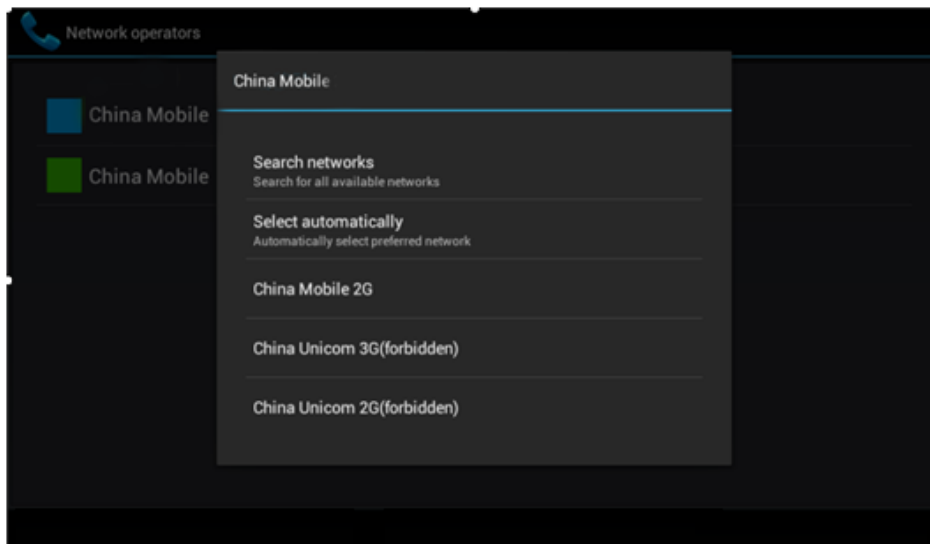 Network operators
China Mobile
China Mobile
China Mobile
Search networks
Search for all available networks
Select automatically
Automatically select preferred network
China Mobile 2G
China Unicom 3G(forbidden)
China Unicom 2G(forbidden)